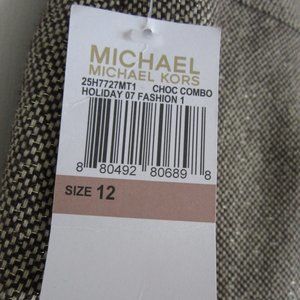 MICHAEL
MICHAEL KORS
25H7727MT1 CHOC COMBO
HOLIDAY 07 FASHION 1
8 80492 80689 8
SIZE 12